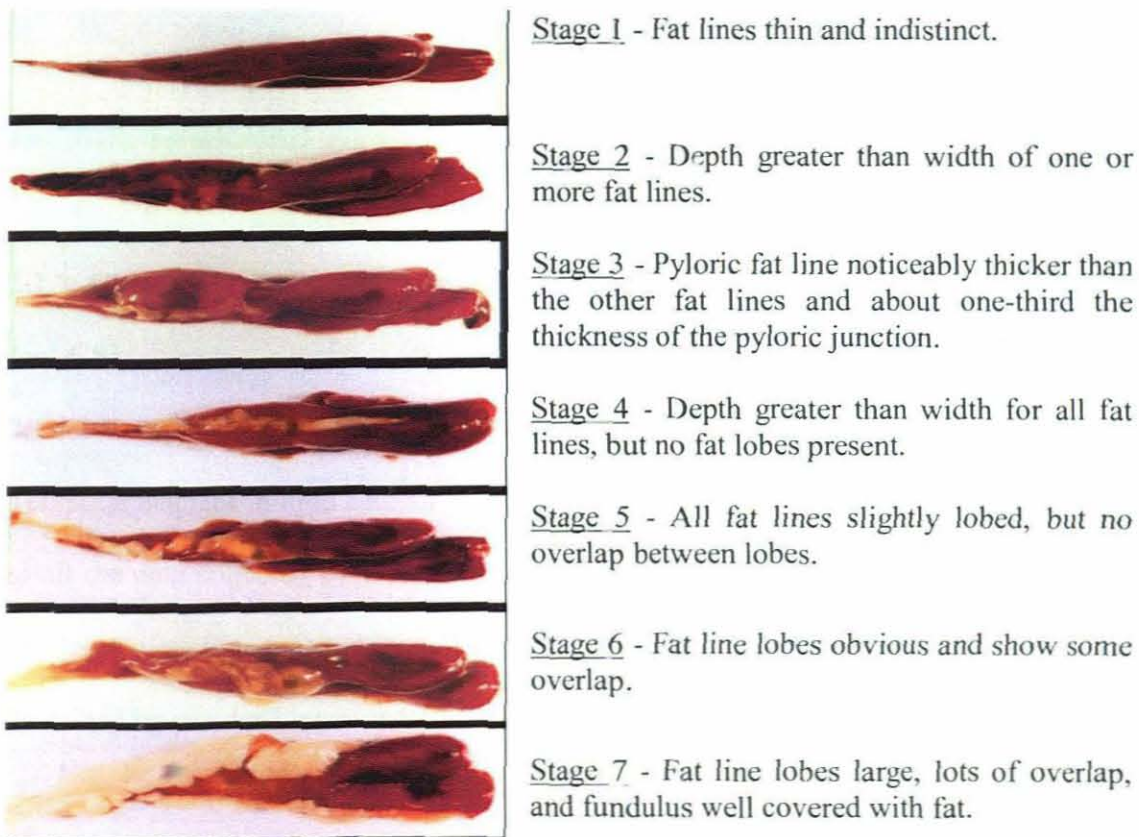 Stage 1 - Fat lines thin and indistinct.
Stage 2 - Depth greater than width of one or
more fat lines.
Stage 3 - Pyloric fat line noticeably thicker than
the other fat lines and about one-third the
thickness of the pyloric junction.
Stage 4 - Depth greater than width for all fat
lines, but no fat lobes present.
Stage 5 - All fat lines slightly lobed, but no
overlap between lobes.
Stage 6 - Fat line lobes obvious and show some
overlap.
Stage 7 - Fat line lobes large, lots of overlap,
and fundulus well covered with fat.